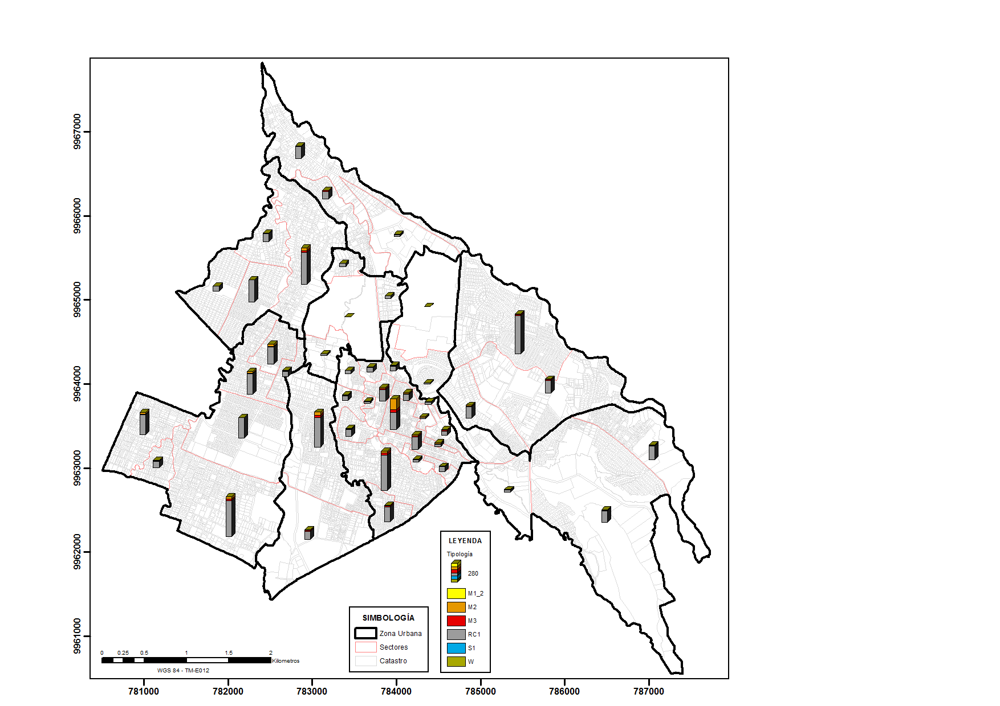 9967000
9966000
9965000
9964000
9963000
9962000
9961000
LEYENDA
Tipología
280
M1_2
M2
M3
RC1
S1
W
SIMBOLOGÍA
Zona Urbana
Sectores
Catastro
0 0.25 0.5 1 1.5 2
Kilometros
WGS 84 - TM-E012
781000 782000 783000 784000 785000 786000 787000